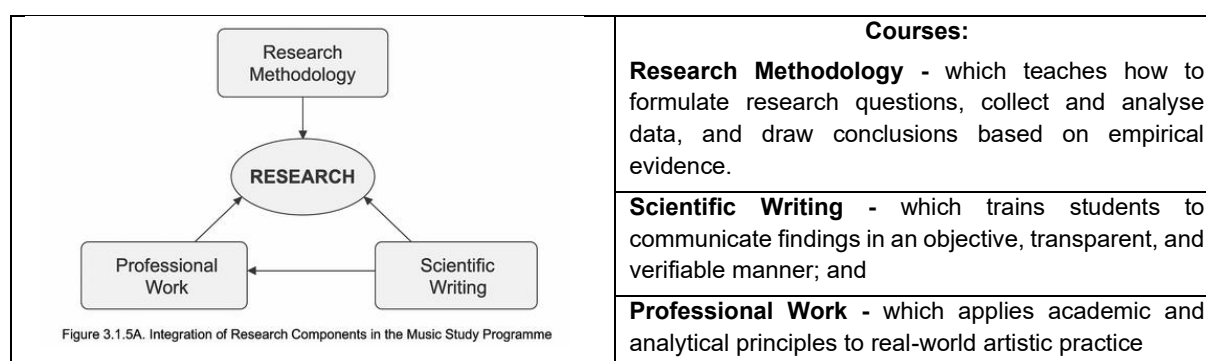 Research
Methodology
RESEARCH
Professional
Work
Scientific
Writing
Figure 3.1.5A. Integration of Research Components in the Music Study Programme
Courses:
Research Methodology - which teaches how to
formulate research questions, collect and analyse
data, and draw conclusions based on empirical
evidence.
Scientific Writing - which trains students to
communicate findings in an objective, transparent, and
verifiable manner; and
Professional Work - which applies academic and
analytical principles to real-world artistic practice